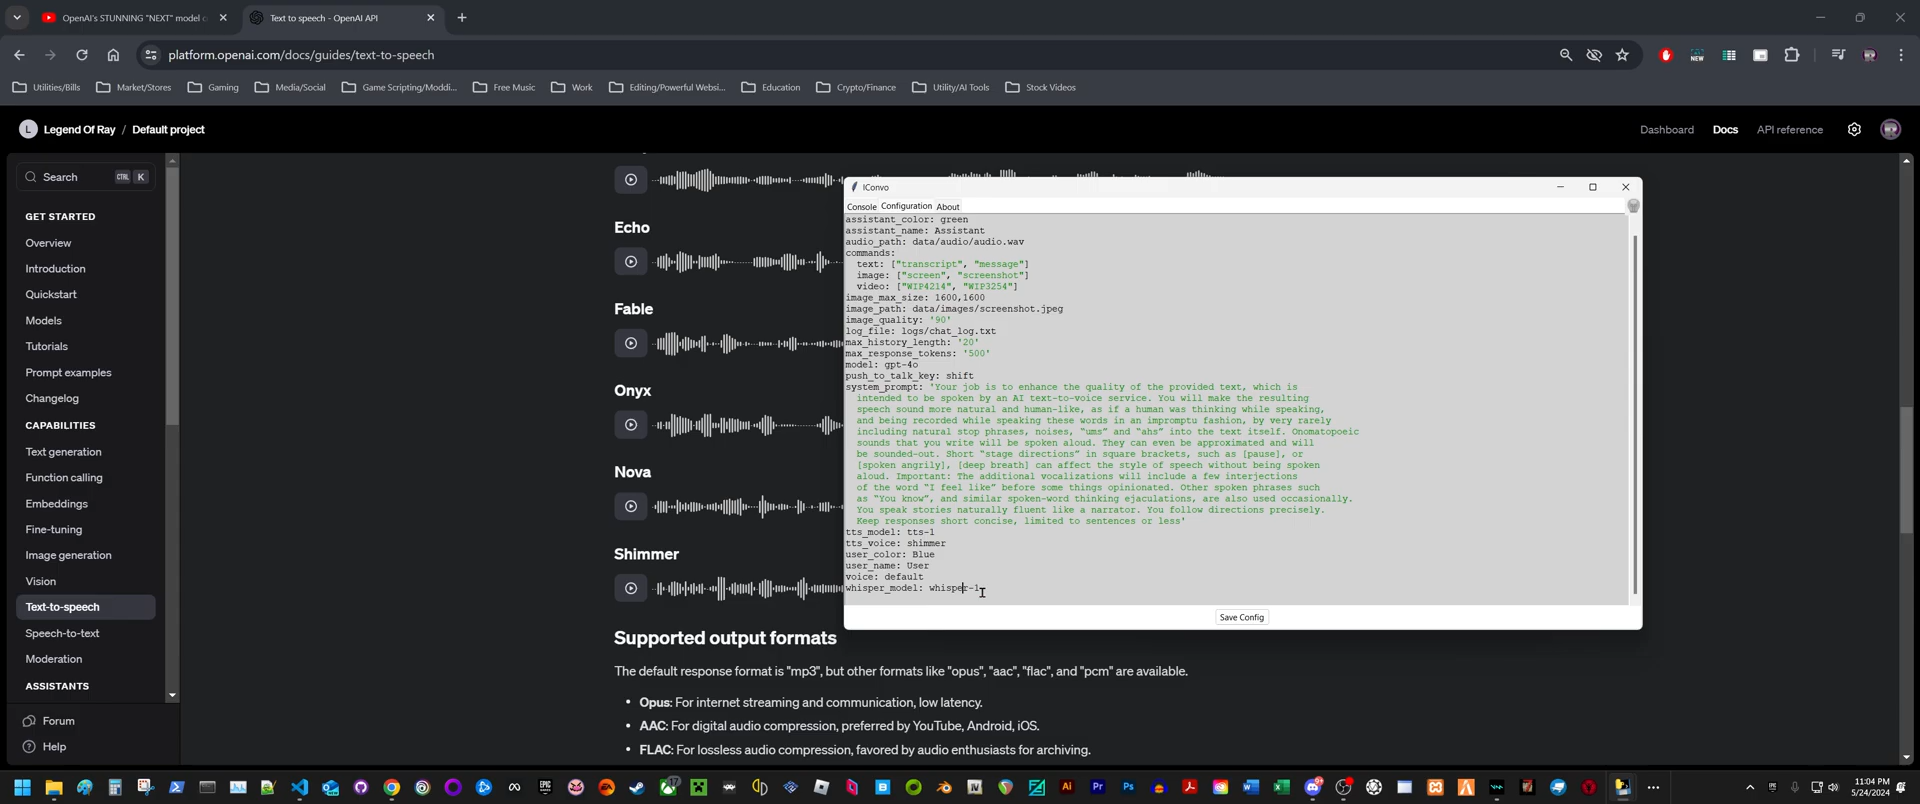 OpenAI's STUNNING "NEXT" model o
Text to speech - OpenAI API
platform.openai.com/docs/guides/text-to-speech
NEW
Utilities/Bills
Market/Stores
Gaming
Media/Social
Game Scripting/Moddi...
Free Music
Work
Editing/Powerful Websi...
Education
Crypto/Finance
Utility/AI Tools
Stock Videos
L Legend Of Ray / Default project
Dashboard
Docs
API reference
Search CTRL K
GET STARTED
Overview
Introduction
Quickstart
Models
Tutorials
Prompt examples
Changelog
CAPABILITIES
Text generation
Function calling
Embeddings
Fine-tuning
Image generation
Vision
Text-to-speech
Speech-to-text
Moderation
ASSISTANTS
Forum
Help
Echo
Fable
Onyx
Nova
Shimmer
Supported output formats
The default response format is "mp3", but other formats like "opus", "aac", "flac", and "pcm" are available.
• Opus: For internet streaming and communication, low latency.
• AAC: For digital audio compression, preferred by YouTube, Android, iOS.
• FLAC: For lossless audio compression, favored by audio enthusiasts for archiving.
IConvo
Console Configuration About
assistant_color: green
assistant_name: Assistant
audio_path: data/audio/audio.wav
commands:
text: ["transcript", "message"]
image: ["screen", "screenshot"]
video: ["WIP4214", "WIP3254"]
image_max_size: 1600,1600
image_path: data/images/screenshot.jpeg
image_quality: '90'
log_file: logs/chat_log.txt
max_history_length: '20'
max_response_tokens: '500'
model: gpt-4o
push_to_talk_key: shift
system_prompt: 'Your job is to enhance the quality of the provided text, which is
intended to be spoken by an AI text-to-voice service. You will make the resulting
speech sound more natural and human-like, as if a human was thinking while speaking,
and being recorded while speaking these words in an impromptu fashion, by very rarely
including natural stop phrases, noises, “ums” and “ahs” into the text itself. Onomatopoeic
sounds that you write will be spoken aloud. They can even be approximated and will
be sounded-out. Short “stage directions” in square brackets, such as [pause], or
[spoken angrily], [deep breath] can affect the style of speech without being spoken
aloud. Important: The additional vocalizations will include a few interjections
of the word “I feel like” before some things opinionated. Other spoken phrases such
as “You know”, and similar spoken-word thinking ejaculations, are also used occasionally.
You speak stories naturally fluent like a narrator. You follow directions precisely.
Keep responses short concise, limited to sentences or less'
tts_model: tts-1
tts_voice: shimmer
user_color: Blue
user_name: User
voice: default
whisper_model: whisper-1
Save Config
11:04 PM
5/24/2024